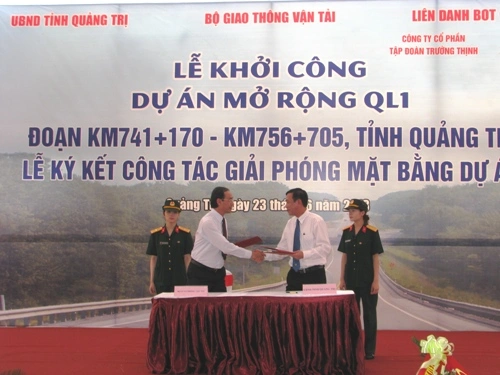 UBND TỈNH QUẢNG TRỊ
BỘ GIAO THÔNG VẬN TẢI
LIÊN DANH BOT
CÔNG TY CỔ PHẦN
TẬP ĐOÀN TRƯỜNG THỊNH
LỄ KHỞI CÔNG
DỰ ÁN MỞ RỘNG QL1
ĐOẠN KM741+170 - KM756+705, TỈNH QUẢNG
LỄ KÝ KẾT CÔNG TÁC GIẢI PHÓNG MẶT BẰNG DỰ
23
năm